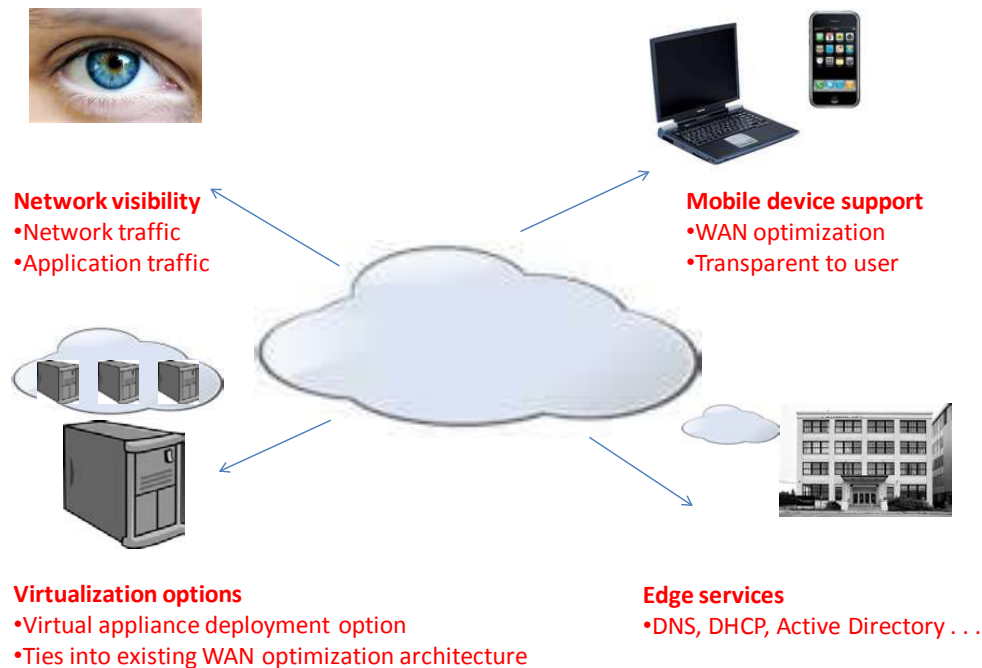 Network visibility
•Network traffic
•Application traffic
Mobile device support
•WAN optimization
•Transparent to user
Virtualization options
•Virtual appliance deployment option
•Ties into existing WAN optimization architecture
Edge services
•DNS, DHCP, Active Directory . . .